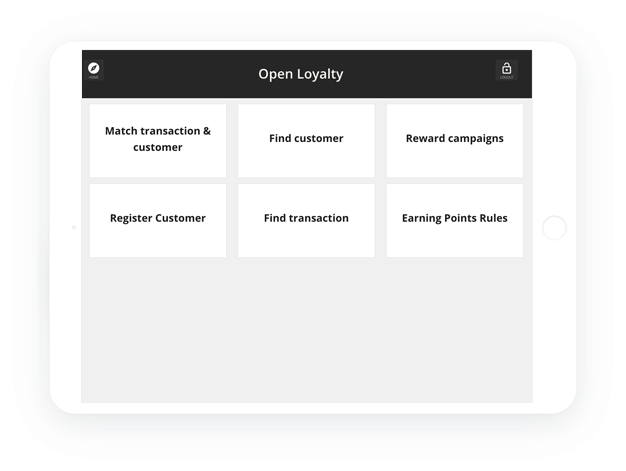 Open Loyalty
HOME
LOGOUT
Match transaction &
customer
Find customer
Reward campaigns
Register Customer
Find transaction
Earning Points Rules